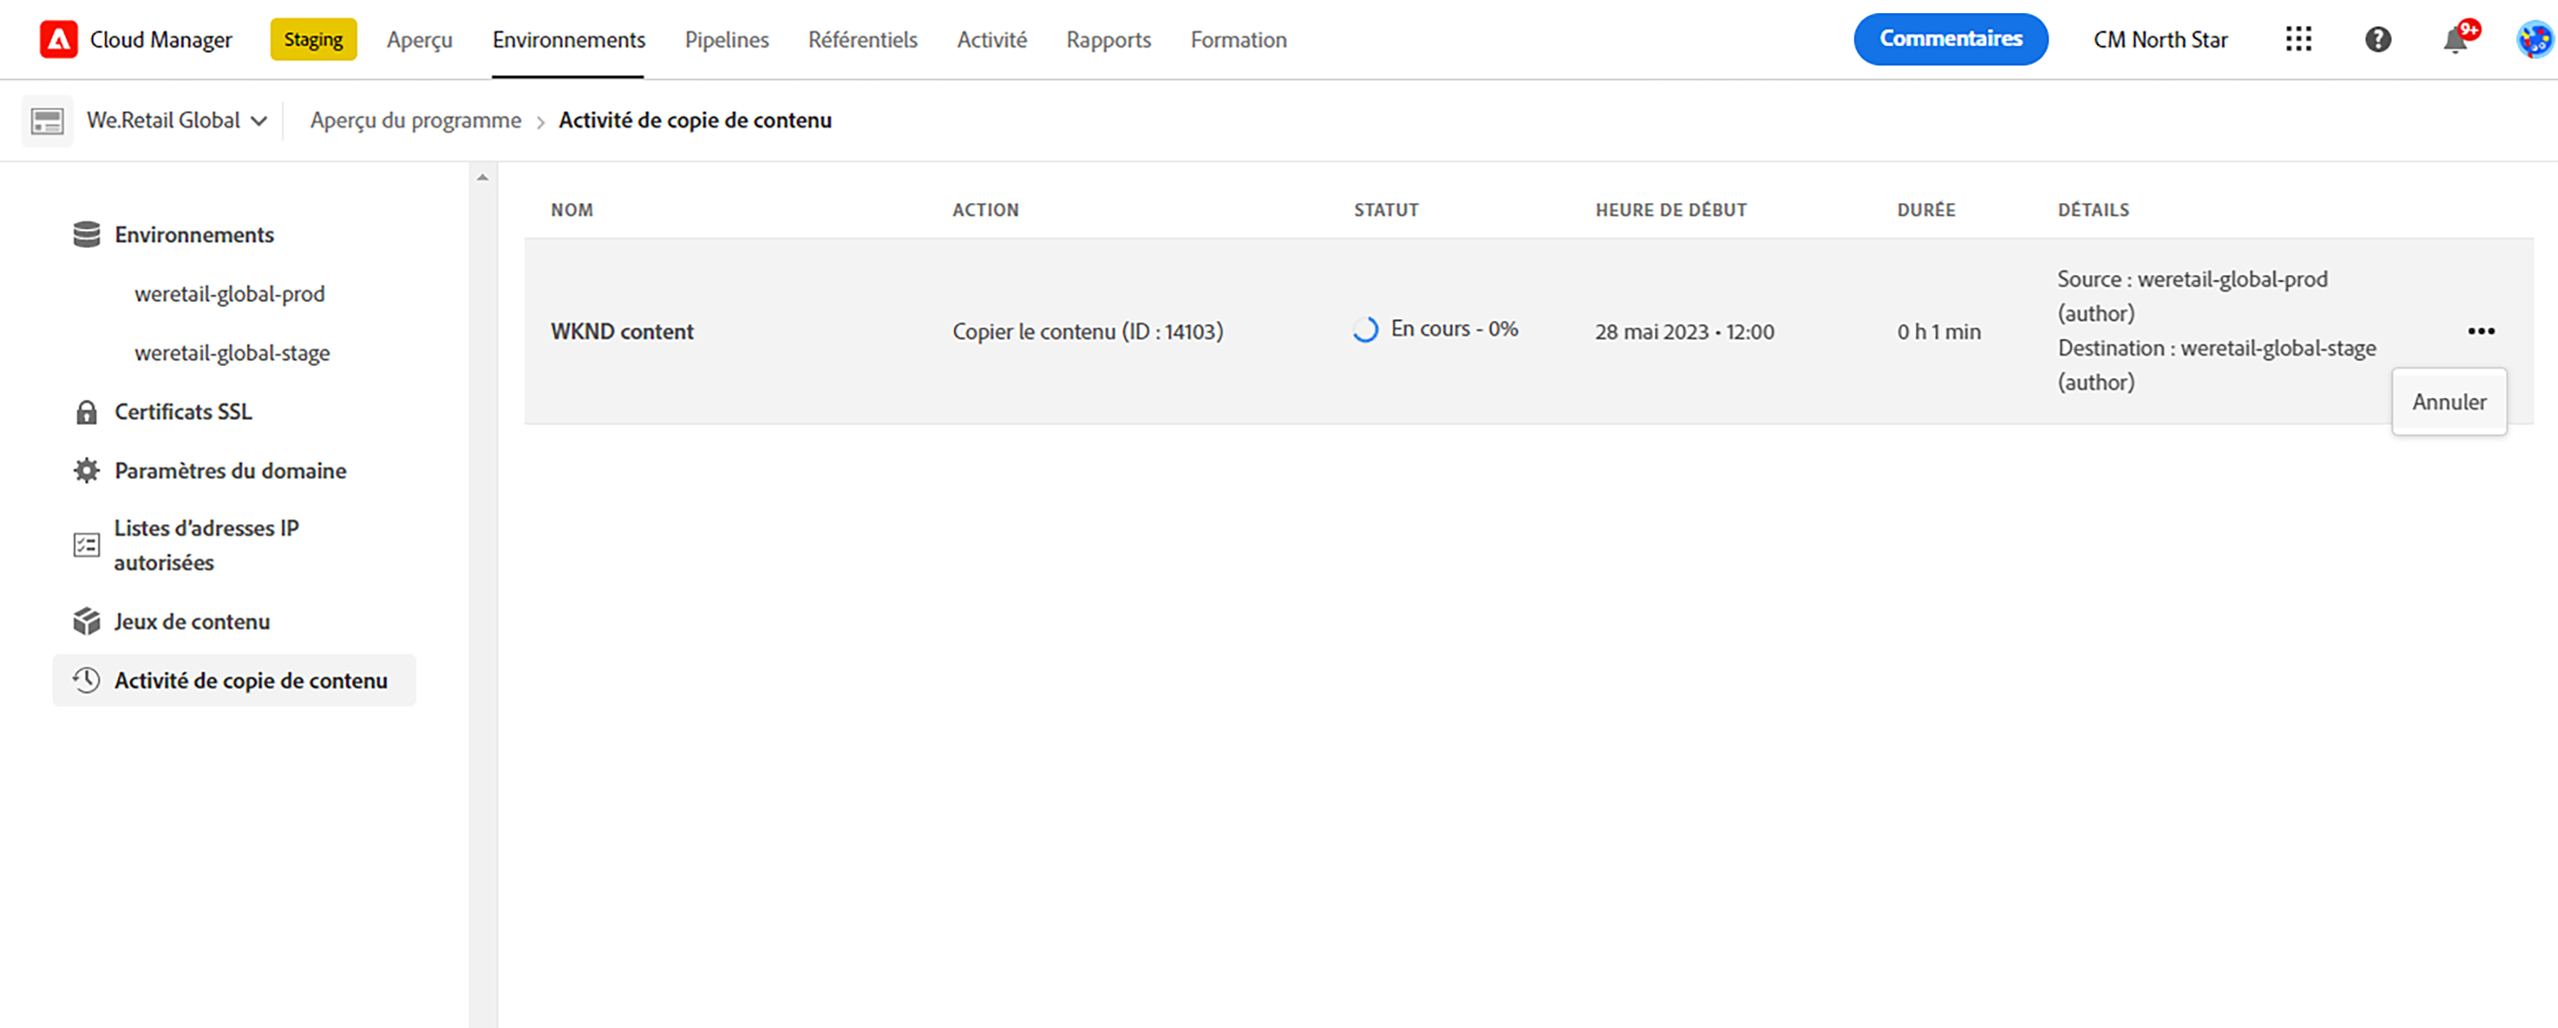 Cloud Manager
Staging
Aperçu
Environnements
Pipelines
Référentiels
Activité
Rapports
Formation
Commentaires
CM North Star
9+
We.Retail Global
Aperçu du programme
Activité de copie de contenu
Environnements
weretail-global-prod
weretail-global-stage
Certificats SSL
Paramètres du domaine
Listes d'adresses IP
autorisées
Jeux de contenu
Activité de copie de contenu
NOM
ACTION
STATUT
HEURE DE DÉBUT
DURÉE
DÉTAILS
WKND content
Copier le contenu (ID : 14103)
En cours - 0%
28 mai 2023 • 12:00
0 h 1 min
Source : weretail-global-prod
(author)
Destination : weretail-global-stage
(author)
Annuler